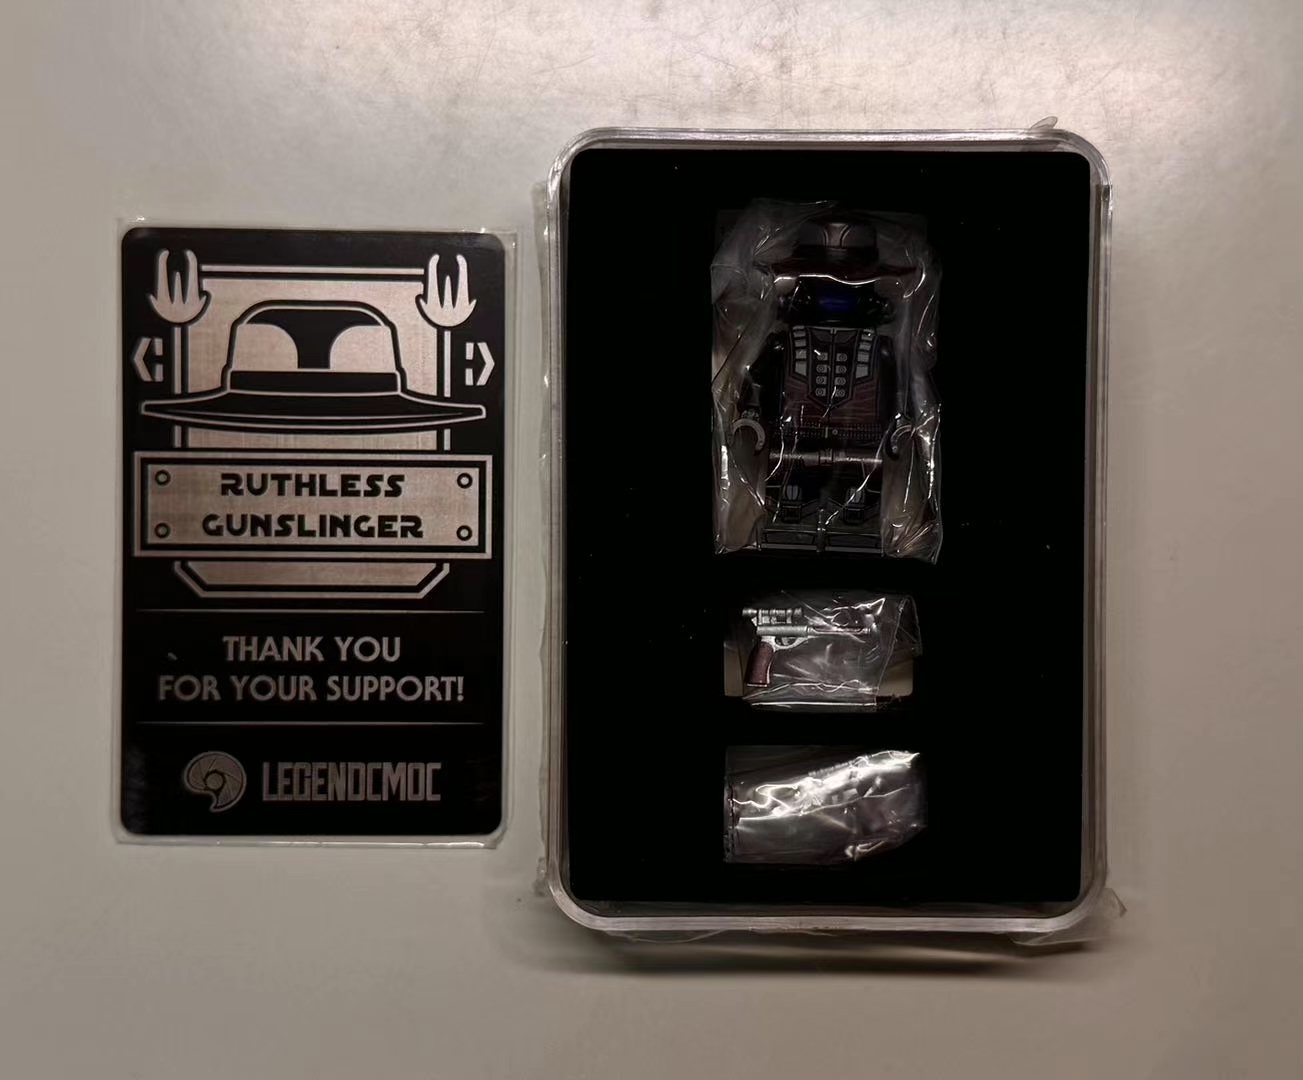 RUTHLESS
GUNSLINGER
THANK YOU
FOR YOUR SUPPORT!
LEGENDCMOC